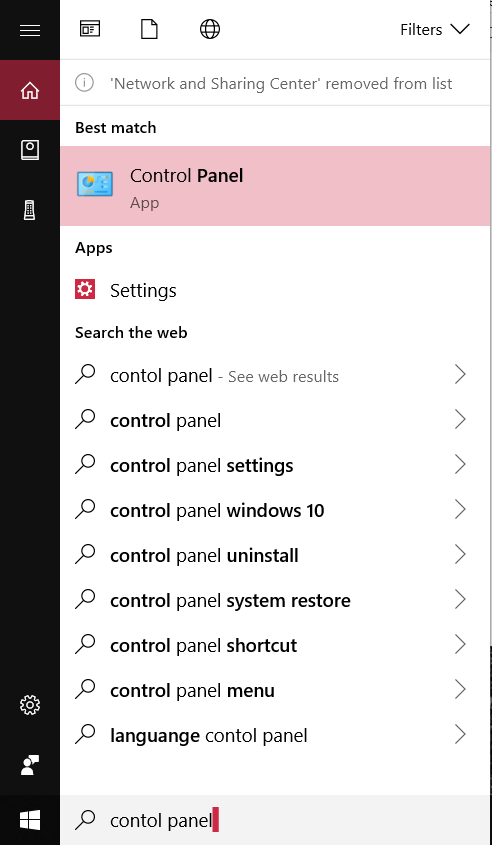 Filters
'Network and Sharing Center' removed from list
Best match
Control Panel
App
Apps
Settings
Search the web
contol panel - See web results
control panel
control panel settings
control panel windows 10
control panel uninstall
control panel system restore
control panel shortcut
control panel menu
languange contol panel
contol panel